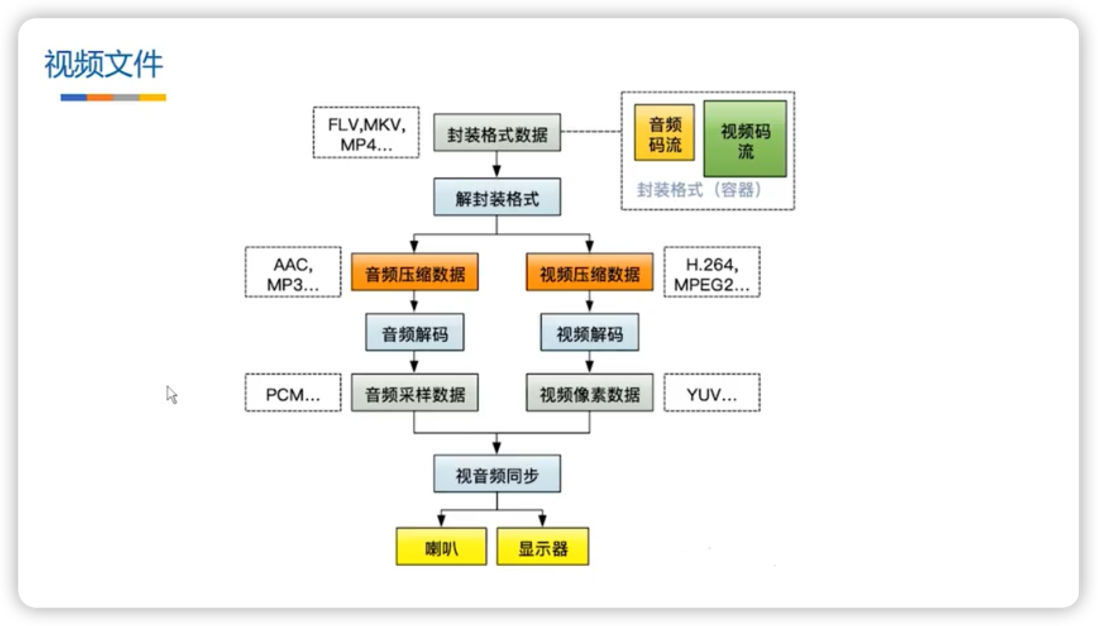 视频文件
FLV,MKV,
MP4...
封装格式数据
音频
码流
视频码
流
封装格式（容器）
解封装格式
AAC,
MP3...
音频压缩数据
视频压缩数据
H.264,
MPEG2...
音频解码
视频解码
PCM...
音频采样数据
视频像素数据
YUV...
视音频同步
喇叭
显示器